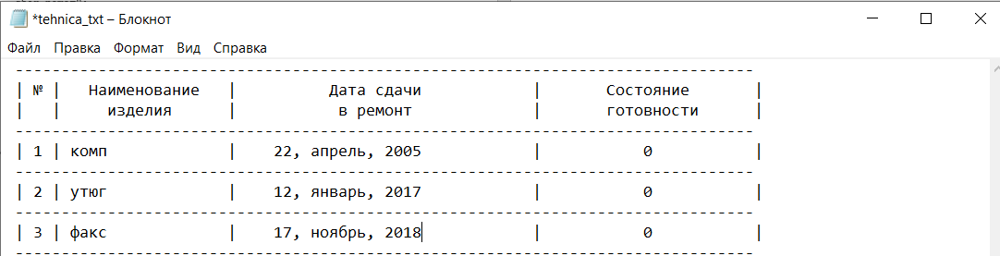 *tehnica_txt – Блокнот
Файл Правка Формат Вид Справка
--------------------------------------------------------------------------------
| № |   Наименование   |          Дата сдачи            |       Состояние       |
|   |     изделия      |           в ремонт             |       готовности      |
--------------------------------------------------------------------------------
| 1 | комп             |    22, апрель, 2005            |           0           |
--------------------------------------------------------------------------------
| 2 | утюг             |    12, январь, 2017            |           0           |
--------------------------------------------------------------------------------
| 3 | факс             |    17, ноябрь, 2018            |           0           |
--------------------------------------------------------------------------------